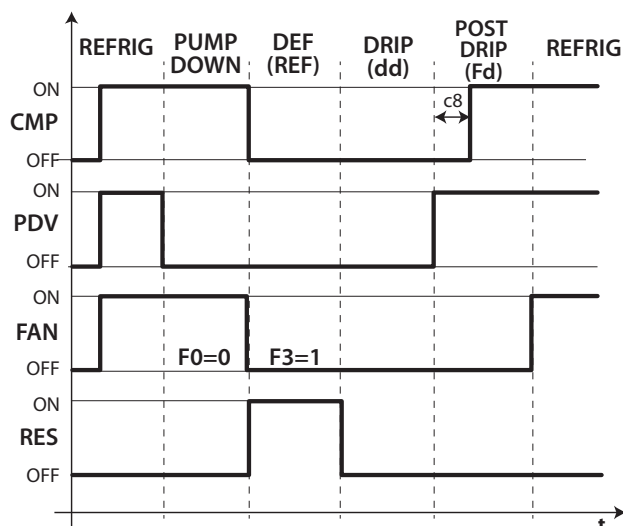 REFRIG PUMP DOWN DEF (REF) DRIP (dd) POST DRIP (Fd) REFRIG
ON
c8
CMP
OFF
ON
PDV
OFF
ON
FAN
F0=0 F3=1
OFF
ON
RES
OFF
t